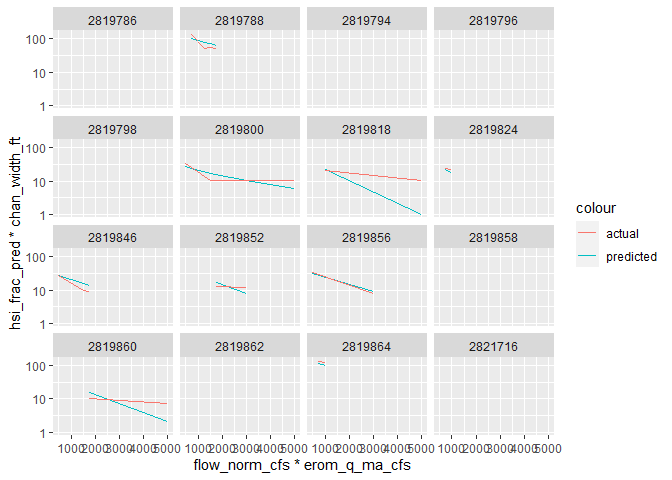 2819786 2819788 2819794 2819796
100
10
1
2819798 2819800 2819818 2819824
100
10
1
2819846 2819852 2819856 2819858
100
10
1
2819860 2819862 2819864 2821716
100
10
1
1000 2000 3000 4000 5000 1000 2000 3000 4000 5000 1000 2000 3000 4000 5000 1000 2000 3000 4000 5000
flow_norm_cfs * erom_q_ma_cfs
hsi_frac_pred * chan_width_ft
colour
actual
predicted